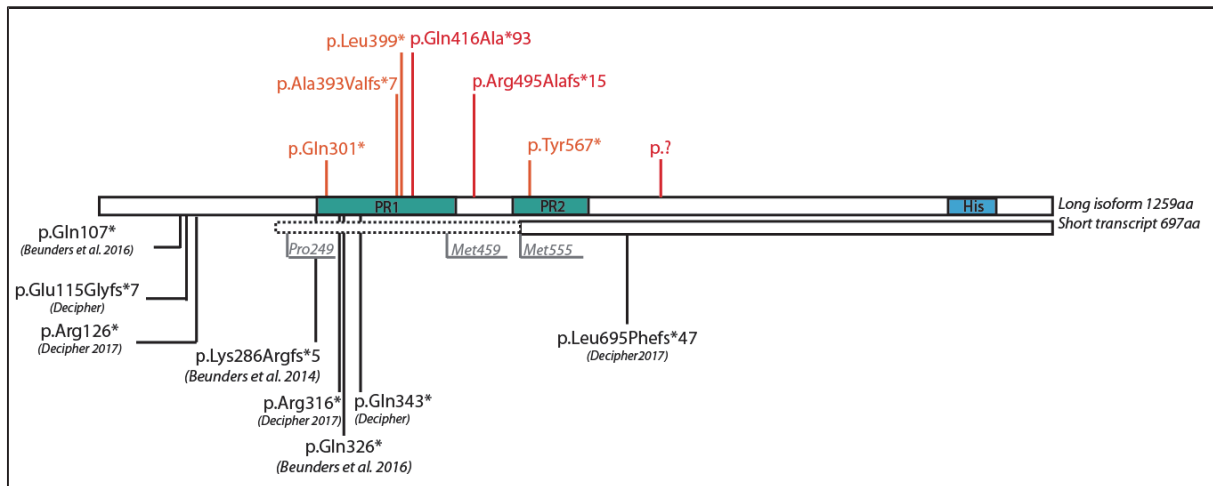 p.Leu399*
p.Gln416Ala*93
p.Ala393Valfs*7
p.Arg495Alafs*15
p.Gln301*
p.Tyr567*
p.?
PR1
PR2
His
Long isoform 1259aa
Short transcript 697aa
Pro249
Met459
Met555
p.Gln107*
(Beunders et al. 2016)
p.Glu115Glyfs*7
(Decipher)
p.Arg126*
(Decipher 2017)
p.Lys286Argfs*5
(Beunders et al. 2014)
p.Leu695Phefs*47
(Decipher2017)
p.Arg316*
(Decipher 2017)
p.Gln343*
(Decipher)
p.Gln326*
(Beunders et al. 2016)